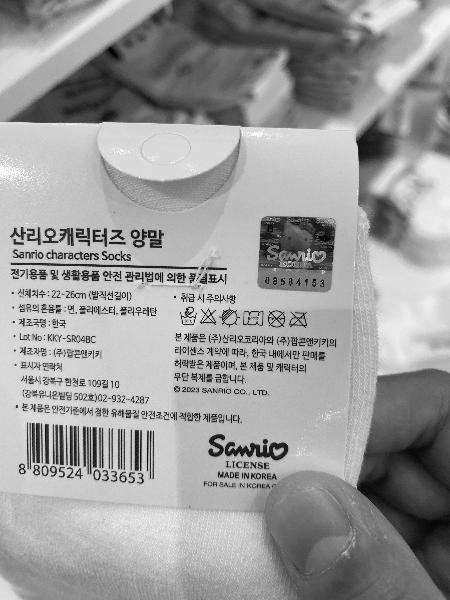 산리오캐릭터즈 양말
Sanrio characters Socks
전기용품 및 생활용품 안전 관리법에 의한 품질표시
• 신체치수 : 22-26cm (발직선길이)
• 섬유의 혼용률 : 면, 폴리에스터, 폴리우레탄
• 제조국명 : 한국
• Lot No : KKY-SR04BC
• 제조자명 : (주)팝콘앤키키
• 표시자 연락처
서울시 강북구 한천로 109길 10
(강북유니온빌딩 502호) 02-932-4287
• 본 제품은 안전기준에서 정한 유해물질 안전조건에 적합한 제품입니다.
• 취급 시 주의사항
본 제품은 (주)산리오코리아와 (주)팝콘앤키키의
라이센스 계약에 따라, 한국 내에서만 판매를
허락받은 제품이며, 본 제품 및 캐릭터의
무단 복제를 금합니다.
© 2023 SANRIO CO., LTD.
Sanrio
8 809524 033653
Sanrio
LICENSE
MADE IN KOREA
FOR SALE IN KOREA